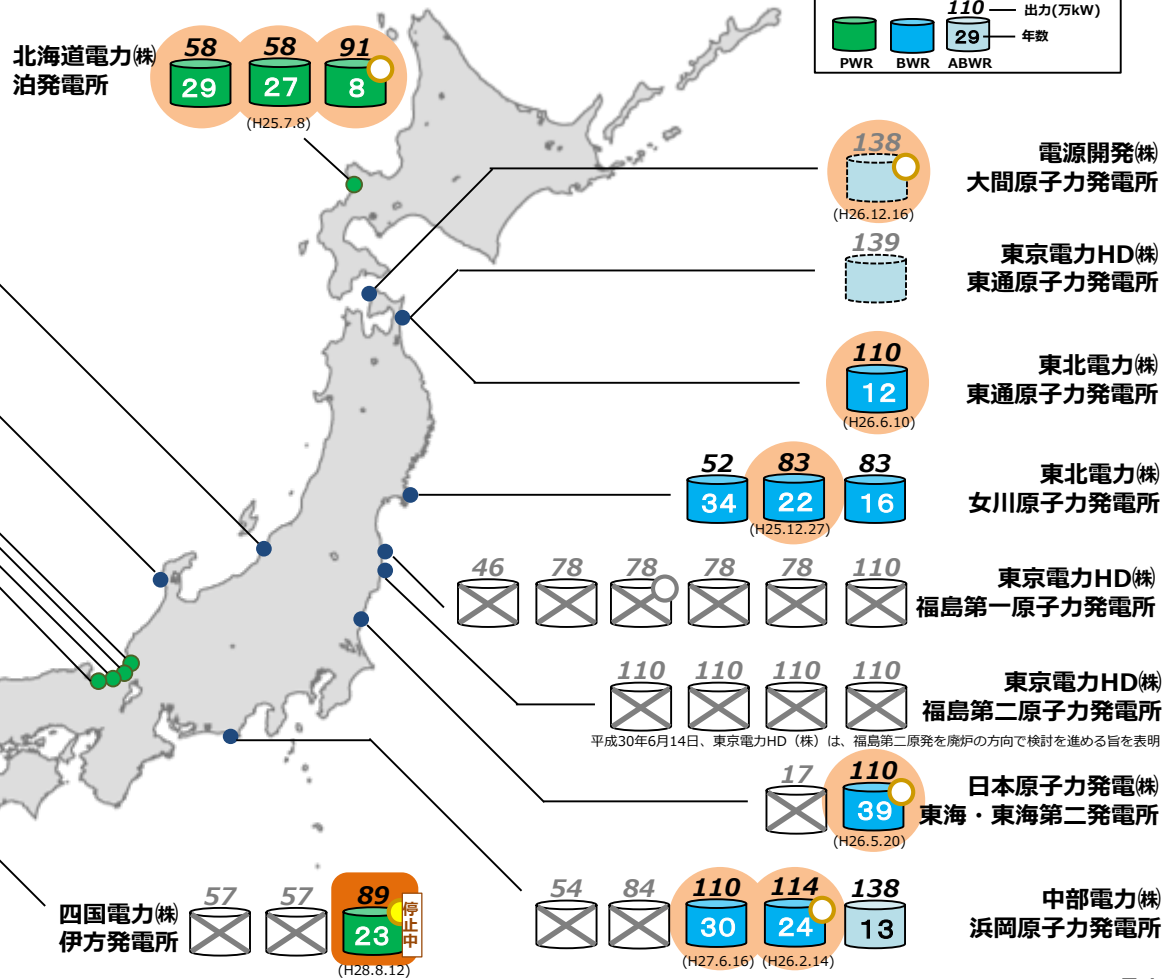 110 出力(万kW)
29 年数
PWR BWR ABWR
北海道電力㈱
泊発電所
58 58 91
29 27 8
(H25.7.8)
138
(H26.12.16)
電源開発㈱
大間原子力発電所
139
東京電力HD㈱
東通原子力発電所
110
12
(H26.6.10)
東北電力㈱
東通原子力発電所
52 83 83
34 22 16
(H25.12.27)
東北電力㈱
女川原子力発電所
46 78 78 78 78 110
東京電力HD㈱
福島第一原子力発電所
110 110 110 110
東京電力HD㈱
福島第二原子力発電所
平成30年6月14日、東京電力HD（株）は、福島第二原発を廃炉の方向で検討を進める旨を表明
17 110
39
(H26.5.20)
日本原子力発電㈱
東海・東海第二発電所
54 84 110 114 138
30 24 13
(H27.6.16) (H26.2.14)
中部電力㈱
浜岡原子力発電所
四国電力㈱
伊方発電所
57 57 89
23
停止中
(H28.8.12)